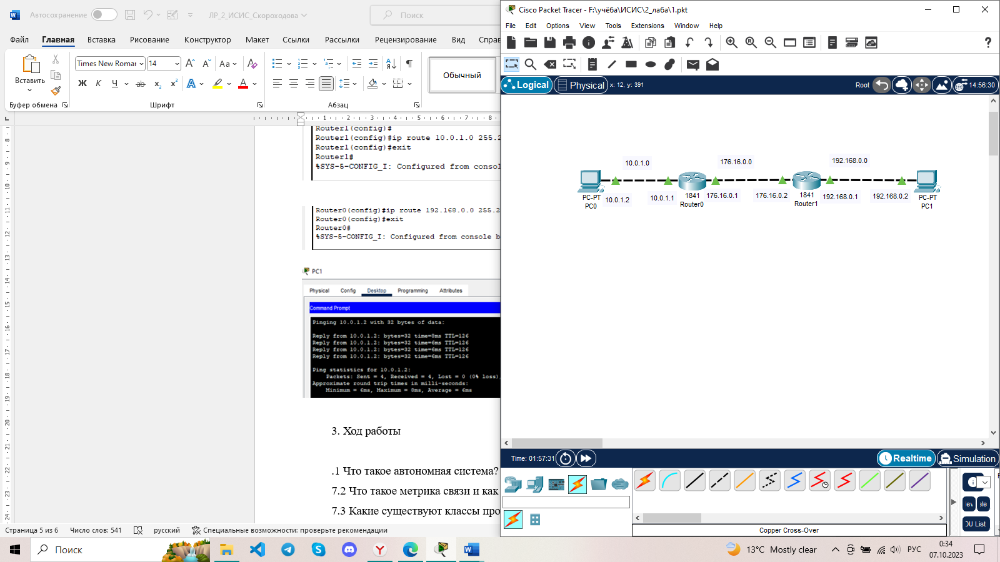 Автосохранение
ЛР_2_ИСИС_Скороходова
Поиск
Файл
Главная
Вставка
Рисование
Конструктор
Макет
Ссылки
Рассылки
Рецензирование
Вид
Справ
Вставить
Times New Romar
14
Aa
Ж К Ч ab x₂ x² A A
Обычный
Буфер обмена
Шрифт
Абзац
1 2 3 4 5 6 7 8
Router1(config)#
Router1(config)#ip route 10.0.1.0 255.2
Router1(config)#exit
Router1#
%SYS-5-CONFIG_I: Configured from consol
Router0(config)#ip route 192.168.0.0 255.2
Router0(config)#exit
Router0#
%SYS-5-CONFIG_I: Configured from console b
PC1
Physical Config Desktop Programming Attributes
Command Prompt
Pinging 10.0.1.2 with 32 bytes of data:
Reply from 10.0.1.2: bytes=32 time=8ms TTL=126
Reply from 10.0.1.2: bytes=32 time=6ms TTL=126
Reply from 10.0.1.2: bytes=32 time=6ms TTL=126
Reply from 10.0.1.2: bytes=32 time=6ms TTL=126
Ping statistics for 10.0.1.2:
Packets: Sent = 4, Received = 4, Lost = 0 (0% loss),
Approximate round trip times in milli-seconds:
Minimum = 6ms, Maximum = 8ms, Average = 6ms
3. Ход работы
.1 Что такое автономная система?
7.2 Что такое метрика связи и как
7.3 Какие существуют классы про
Страница 5 из 6
Число слов: 541
русский
Специальные возможности: проверьте рекомендации
Cisco Packet Tracer - F:\учёба\ИСИС\2_лаба\1.pkt
File Edit Options View Tools Extensions Window Help
Logical
Physical
x: 12, y: 391
Root
14:56:30
10.0.1.0
176.16.0.0
192.168.0.0
PC-PT
PC0
10.0.1.2
10.0.1.1
1841
Router0
176.16.0.1
176.16.0.2
1841
Router1
192.168.0.1
192.168.0.2
PC-PT
PC1
Time: 01:57:31
Realtime
Simulation
Copper Cross-Over
Поиск
13°C Mostly clear
РУС
0:34
07.10.2023